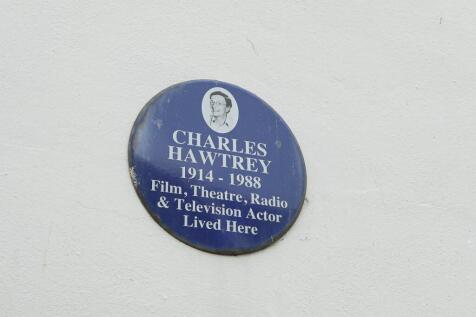 CHARLES
HAWTREY
1914 - 1988
Film, Theatre, Radio
& Television Actor
Lived Here